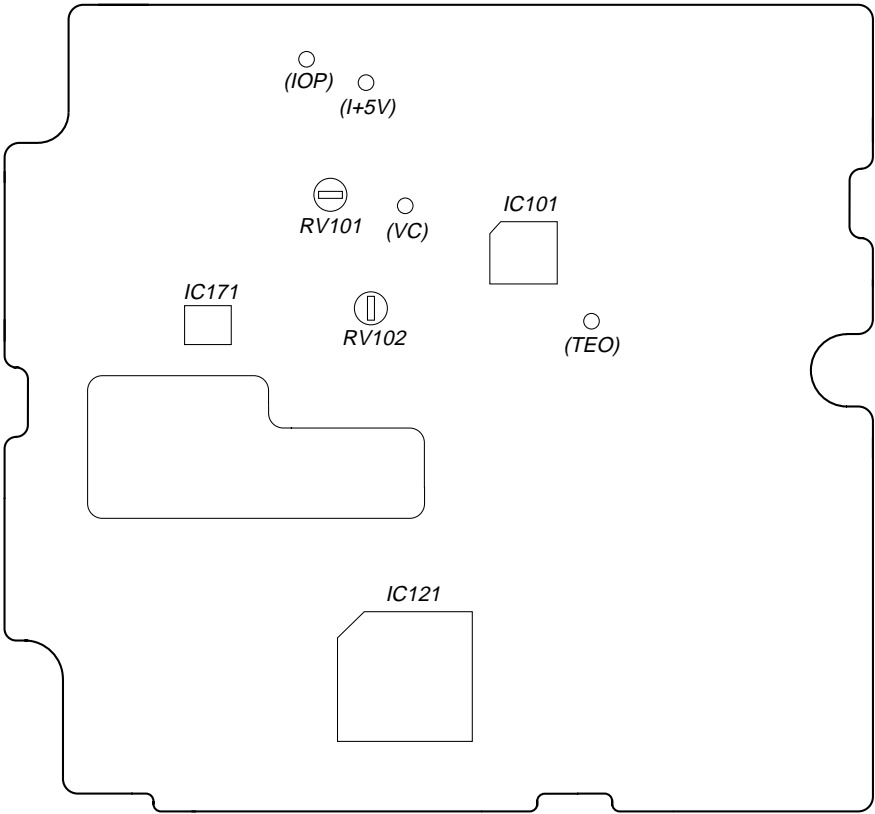 (IOP)
(I+5V)
RV101
(VC)
IC101
IC171
RV102
(TEO)
IC121